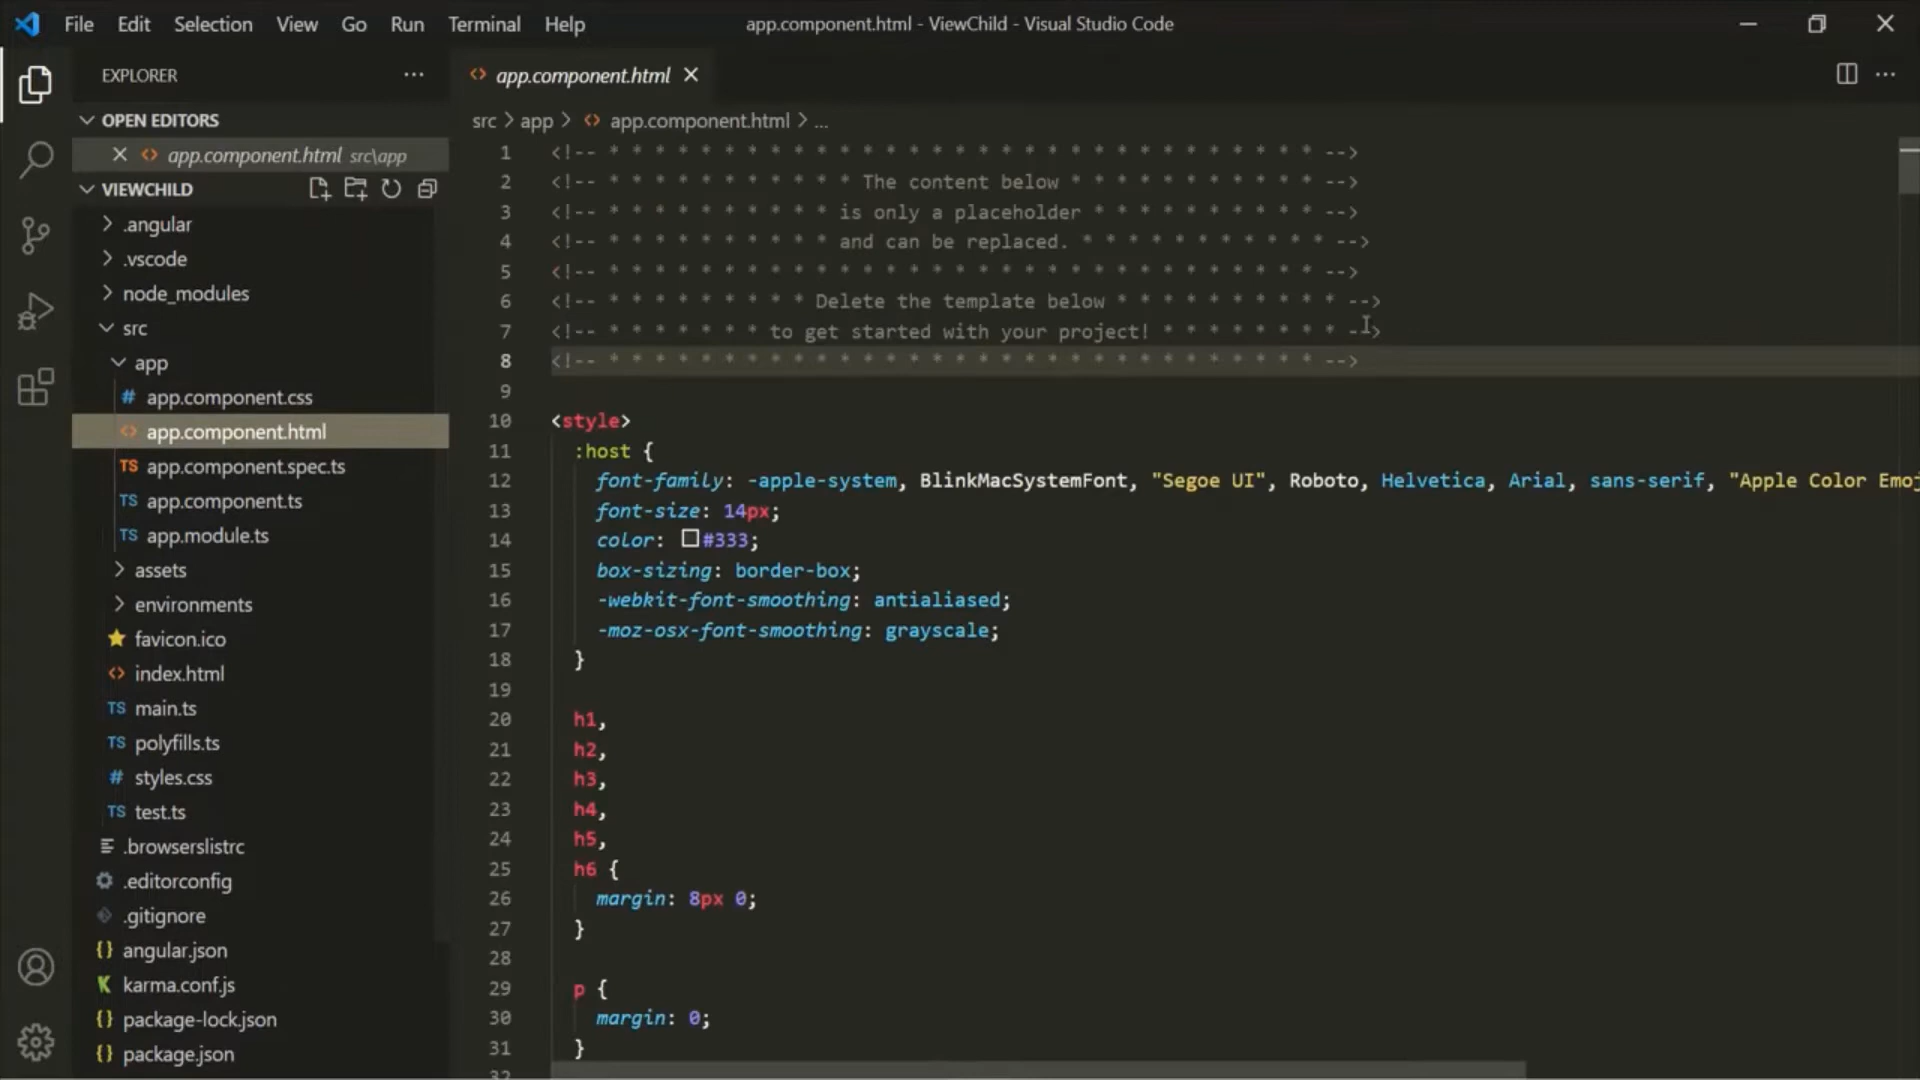 File Edit Selection View Go Run Terminal Help
app.component.html - ViewChild - Visual Studio Code
EXPLORER
OPEN EDITORS
app.component.html src\app
VIEWCHILD
.angular
.vscode
node_modules
src
app
app.component.css
app.component.html
TS app.component.spec.ts
TS app.component.ts
TS app.module.ts
assets
environments
favicon.ico
index.html
TS main.ts
TS polyfills.ts
# styles.css
TS test.ts
.browserslistrc
.editorconfig
.gitignore
{} angular.json
K karma.conf.js
{} package-lock.json
{} package.json
<> app.component.html
src > app > <> app.component.html > ...
1 <!-- * * * * * * * * * * * * * * * * * * * * * * * * * * * * * * * -->
2 <!-- * * * * * * * * * * * The content below * * * * * * * * * * * -->
3 <!-- * * * * * * * * * * is only a placeholder * * * * * * * * * * -->
4 <!-- * * * * * * * * * * and can be replaced. * * * * * * * * * * * -->
5 <!-- * * * * * * * * * * * * * * * * * * * * * * * * * * * * * * * -->
6 <!-- * * * * * * * * * Delete the template below * * * * * * * * * * -->
7 <!-- * * * * * * * to get started with your project! * * * * * * * * -->
8 <!-- * * * * * * * * * * * * * * * * * * * * * * * * * * * * * * * -->
9
10 <style>
11 :host {
12 font-family: -apple-system, BlinkMacSystemFont, "Segoe UI", Roboto, Helvetica, Arial, sans-serif, "Apple Color Emoj
13 font-size: 14px;
14 color: #333;
15 box-sizing: border-box;
16 -webkit-font-smoothing: antialiased;
17 -moz-osx-font-smoothing: grayscale;
18 }
19
20 h1,
21 h2,
22 h3,
23 h4,
24 h5,
25 h6 {
26 margin: 8px 0;
27 }
28
29 p {
30 margin: 0;
31 }
32